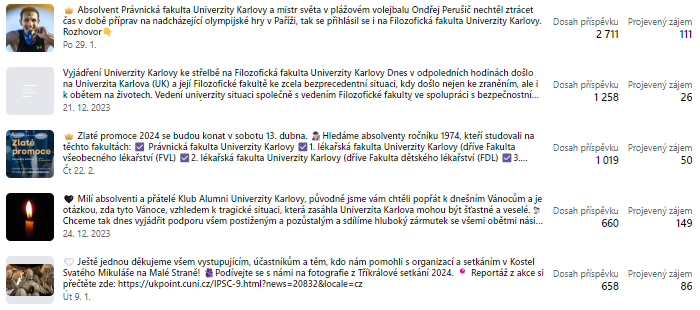 👑 Absolvent Právnická fakulta Univerzity Karlovy a mistr světa v plážovém volejbalu Ondřej Perušič nechtěl ztrácet
čas v době příprav na nadcházející olympijské hry v Paříži, tak se přihlásil se i na Filozofická fakulta Univerzity Karlovy.
Rozhovor👇
Po 29. 1.
Dosah příspěvku Projevený zájem
2 711 111
Vyjádření Univerzity Karlovy ke střelbě na Filozofická fakulta Univerzity Karlovy Dnes v odpoledních hodinách došlo
na Univerzita Karlova (UK) a její Filozofické fakultě ke zcela bezprecedentní situaci, kdy došlo nejen ke zraněním, ale i
k obětem na životech. Vedení univerzity situaci společně s vedením Filozofické fakulty ve spolupráci s bezpečnostní...
21. 12. 2023
Dosah příspěvku Projevený zájem
1 258 26
Zlaté
promoce
👑 Zlaté promoce 2024 se budou konat v sobotu 13. dubna. 👩‍🎓 Hledáme absolventy ročníku 1974, kteří studovali na
těchto fakultách: ☑ Právnická fakulta Univerzity Karlovy ☑1. lékařská fakulta Univerzity Karlovy (dříve Fakulta
všeobecného lékařství (FVL) ☑2. lékařská fakulta Univerzity Karlovy (dříve Fakulta dětského lékařství (FDL) ☑3....
Čt 22. 2.
Dosah příspěvku Projevený zájem
1 019 50
🖤 Milí absolventi a přátelé Klub Alumni Univerzity Karlovy, původně jsme vám chtěli popřát k dnešním Vánocům a je
otázkou, zda tyto Vánoce, vzhledem k tragické situaci, která zasáhla Univerzita Karlova mohou být šťastné a veselé. 🕊
Chceme tak dnes vyjádřit podporu všem postiženým a pozůstalým a sdílíme hluboký zármutek se všemi obětmi nási...
24. 12. 2023
Dosah příspěvku Projevený zájem
660 149
🤍 Ještě jednou děkujeme všem vystupujícím, účastníkům a těm, kdo nám pomohli s organizací a setkáním v Kostel
Svatého Mikuláše na Malé Straně! Podívejte se s námi na fotografie z Tříkrálové setkání 2024. 📍 Reportáž z akce si
přečtěte zde: https://ukpoint.cuni.cz/IPSC-9.html?news=20832&locale=cz
Út 9. 1.
Dosah příspěvku Projevený zájem
658 86